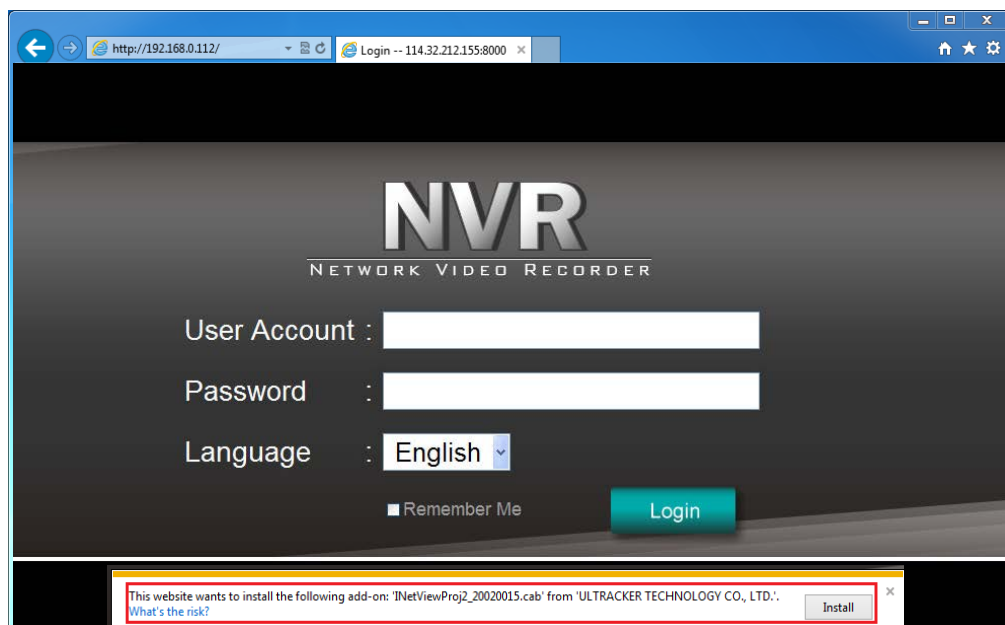 http://192.168.0.112/
Login -- 114.32.212.155:8000
NVR
NETWORK VIDEO RECORDER
User Account :
Password :
Language : English
Remember Me
Login
This website wants to install the following add-on: 'INetViewProj2_20020015.cab' from 'ULTRACKER TECHNOLOGY CO., LTD.'.
What's the risk?
Install